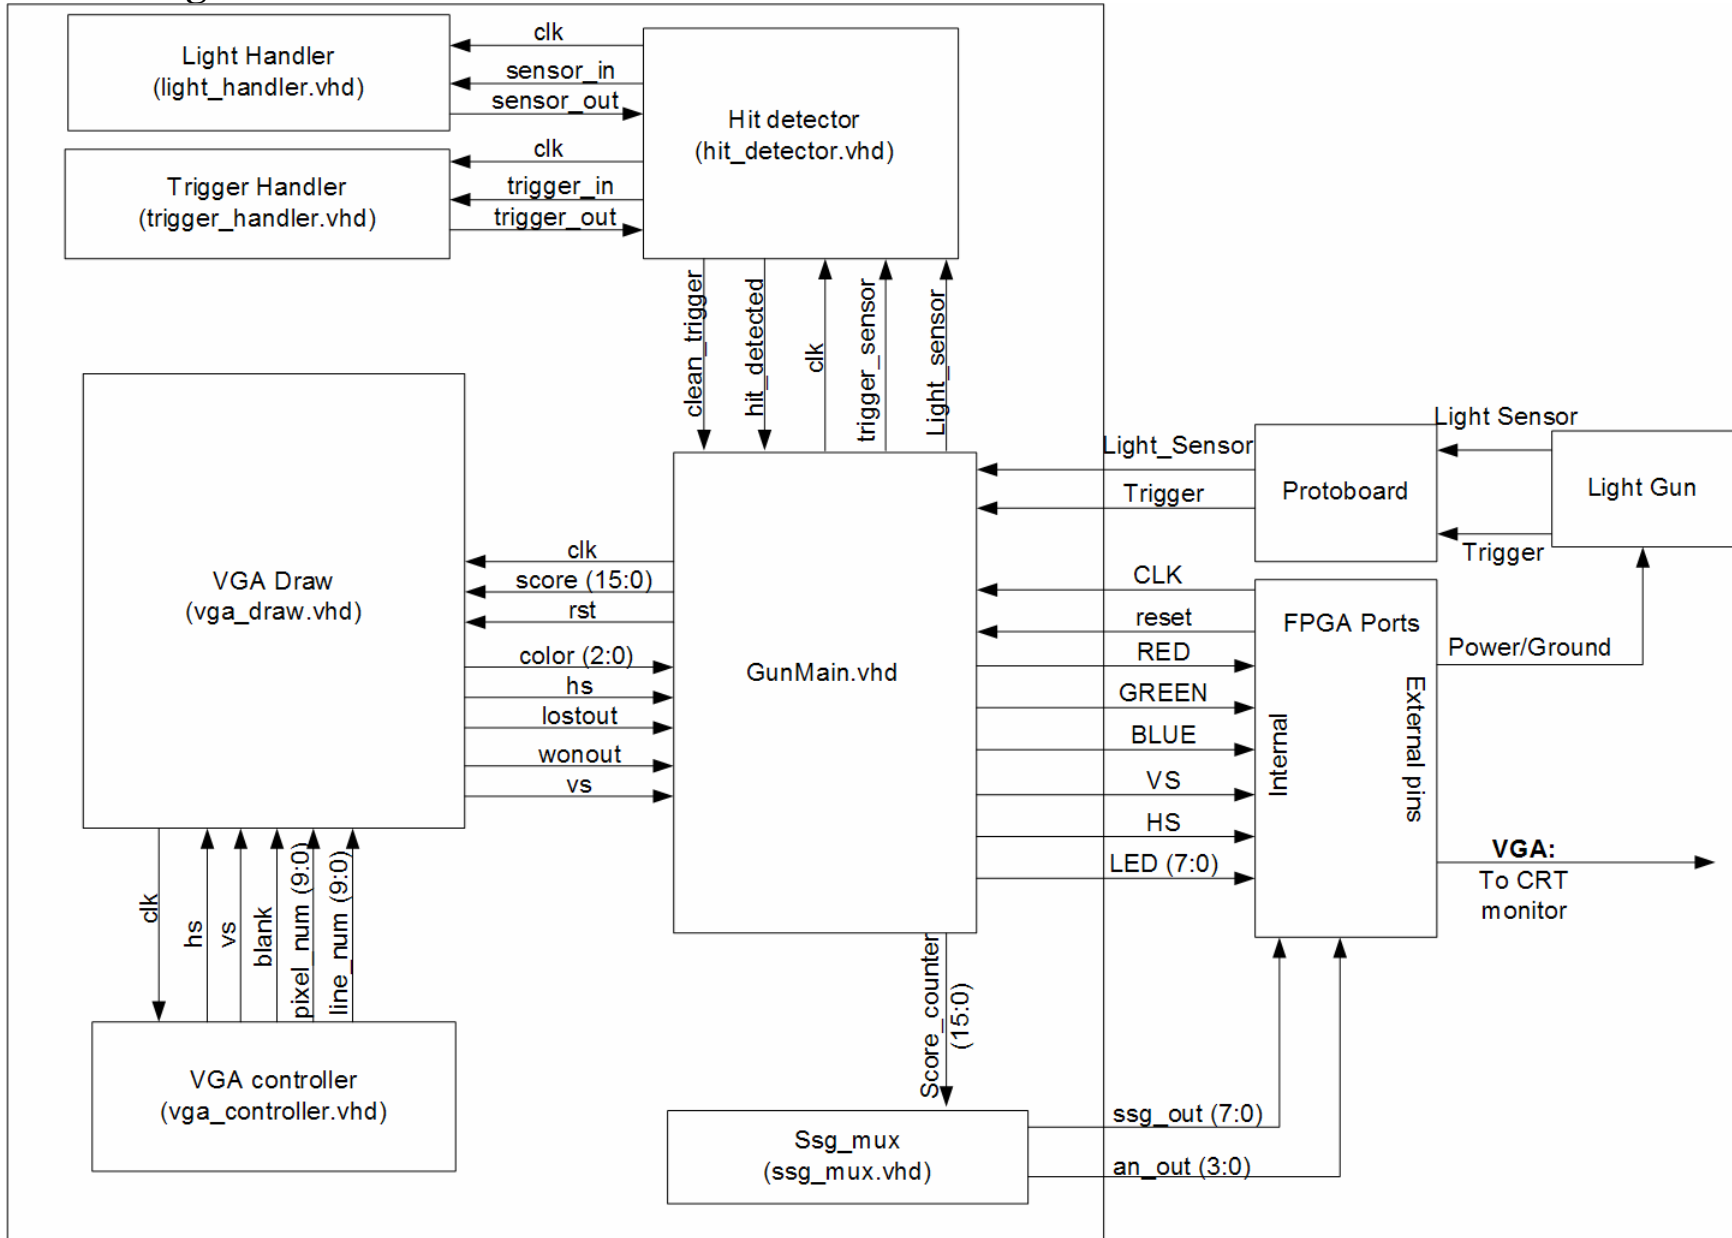 Light Handler
(light_handler.vhd)
clk
sensor_in
sensor_out
Hit detector
(hit_detector.vhd)
Trigger Handler
(trigger_handler.vhd)
clk
trigger_in
trigger_out
clean_trigger
hit_detected
clk
trigger_sensor
Light_sensor
VGA Draw
(vga_draw.vhd)
clk
score (15:0)
rst
color (2:0)
hs
lostout
wonout
vs
GunMain.vhd
Light_Sensor
Trigger
Protoboard
Light Sensor
Trigger
Light Gun
CLK
reset
RED
GREEN
BLUE
VS
HS
LED (7:0)
FPGA Ports
Internal
External pins
Power/Ground
VGA:
To CRT
monitor
clk
hs
vs
blank
pixel_num (9:0)
line_num (9:0)
VGA controller
(vga_controller.vhd)
Score_counter
(15:0)
Ssg_mux
(ssg_mux.vhd)
ssg_out (7:0)
an_out (3:0)